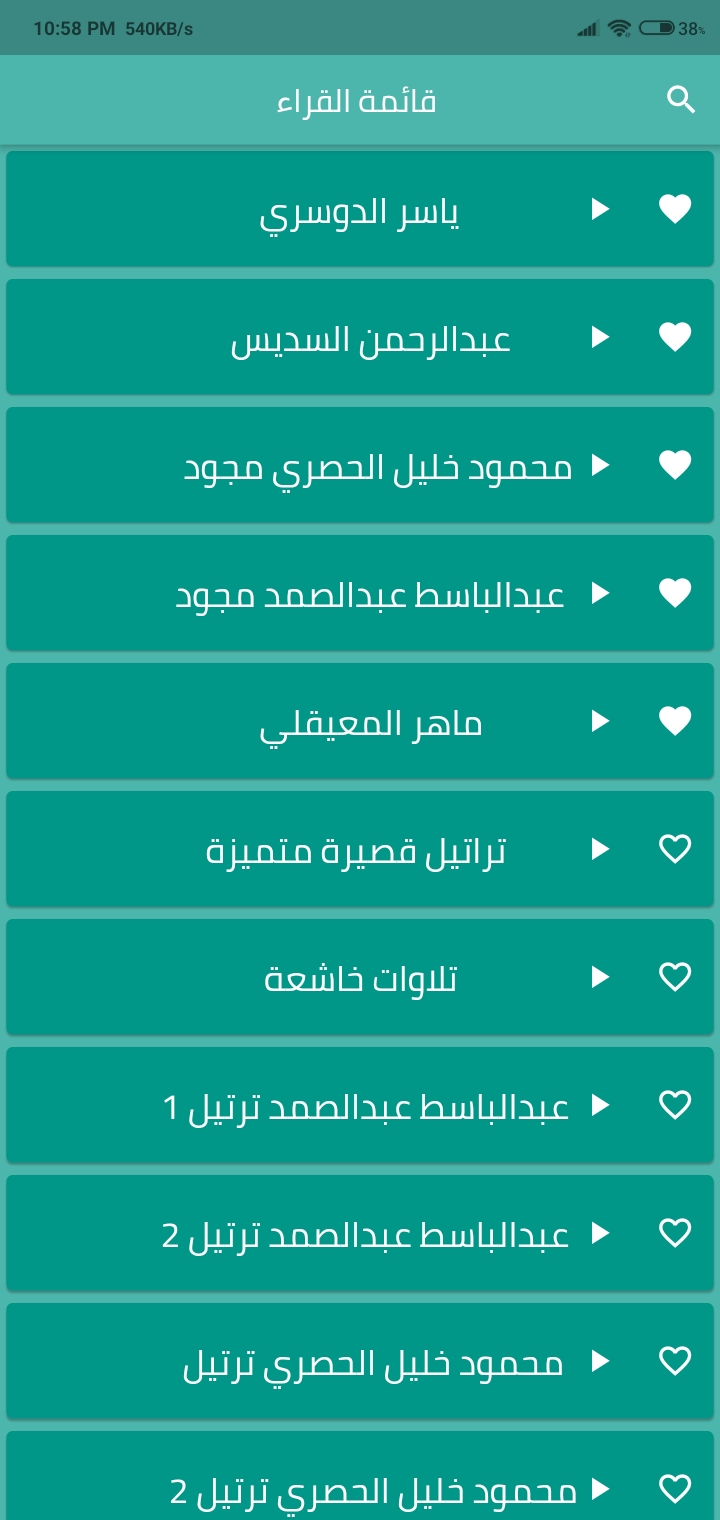 10:58 PM 540KB/s 38%
قائمة القراء
ياسر الدوسري
عبدالرحمن السديس
محمود خليل الحصري مجود
عبدالباسط عبدالصمد مجود
ماهر المعيقلي
تراتيل قصيرة متميزة
تلاوات خاشعة
عبدالباسط عبدالصمد ترتيل 1
عبدالباسط عبدالصمد ترتيل 2
محمود خليل الحصري ترتيل
محمود خليل الحصري ترتيل 2